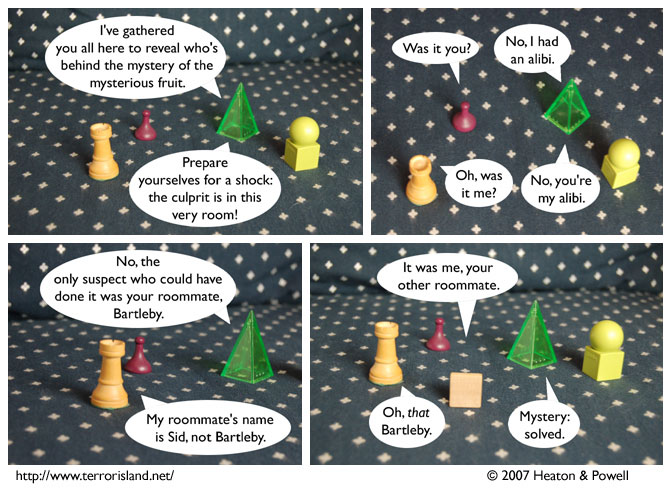 I've gathered
you all here to reveal who's
behind the mystery of the
mysterious fruit.
Prepare
yourselves for a shock:
the culprit is in this
very room!
Was it you?
No, I had
an alibi.
Oh, was
it me?
No, you're
my alibi.
No, the
only suspect who could have
done it was your roommate,
Bartleby.
My roommate's name
is Sid, not Bartleby.
It was me, your
other roommate.
Oh, that
Bartleby.
Mystery:
solved.
http://www.terrorisland.net/
© 2007 Heaton & Powell